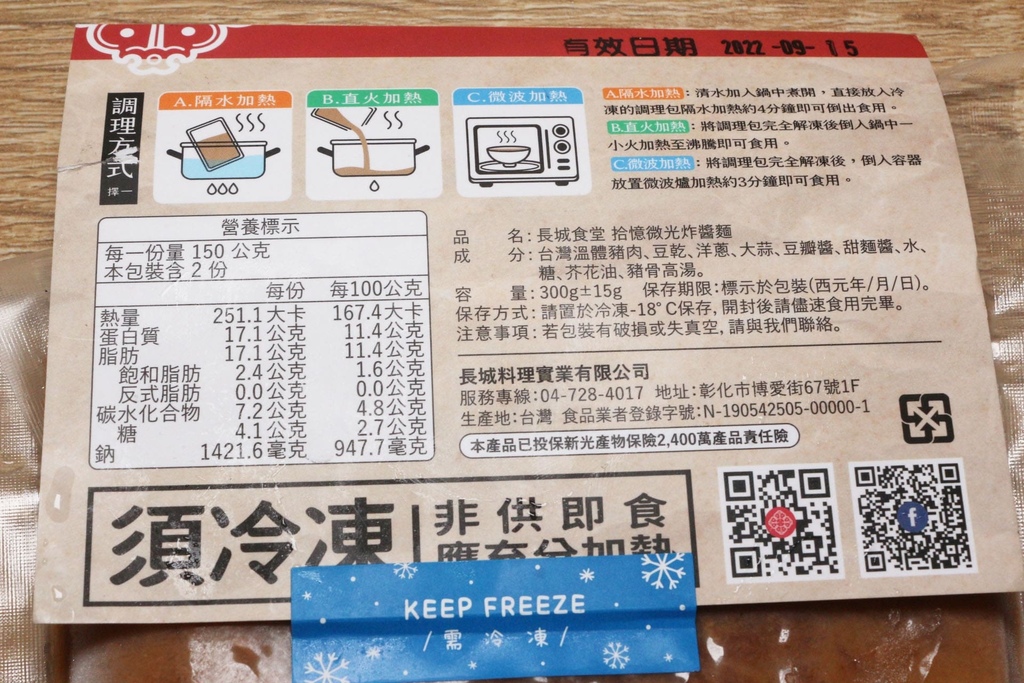 有效日期 2022 -09- 15
調理方式
擇一
A.隔水加熱
B.直火加熱
C.微波加熱
A.隔水加熱：清水加入鍋中煮開，直接放入冷
凍的調理包隔水加熱約4分鐘即可倒出食用。
B.直火加熱：將調理包完全解凍後倒入鍋中一
小火加熱至沸騰即可食用。
C.微波加熱：將調理包完全解凍後，倒入容器
放置微波爐加熱約3分鐘即可食用。
營養標示
每一份量 150 公克
本包裝含 2 份
每份 每100公克
熱量 251.1大卡 167.4大卡
蛋白質 17.1公克 11.4公克
脂肪 17.1公克 11.4公克
飽和脂肪 2.4公克 1.6公克
反式脂肪 0.0公克 0.0公克
碳水化合物 7.2公克 4.8公克
糖 4.1公克 2.7公克
鈉 1421.6毫克 947.7毫克
品名:長城食堂 拾憶微光炸醬麵
成分:台灣溫體豬肉、豆乾、洋蔥、大蒜、豆瓣醬、甜麵醬、水、
糖、芥花油、豬骨高湯。
容量:300g±15g 保存期限:標示於包裝(西元年/月/日)。
保存方式:請置於冷凍-18°C保存,開封後請儘速食用完畢。
注意事項:若包裝有破損或失真空,請與我們聯絡。
長城料理實業有限公司
服務專線:04-728-4017 地址:彰化市博愛街67號1F
生產地:台灣 食品業者登錄字號:N-190542505-00000-1
本產品已投保新光產物保險2,400萬產品責任險
須冷凍
非供即食
應充分加熱
KEEP FREEZE
/需冷凍/